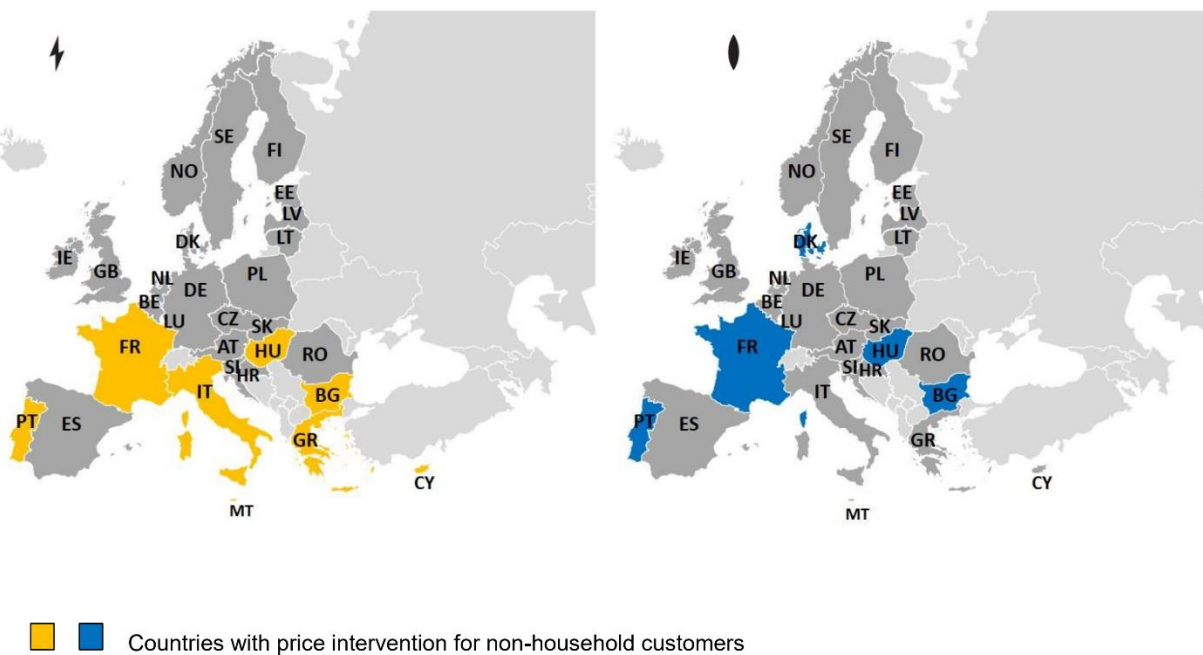 SE
FI
NO
EE
LV
DK
LT
IE
GB
NL
PL
BE
DE
LU
CZ
SK
FR
AT
HU
RO
SI
HR
IT
BG
PT
ES
GR
CY
MT
SE
FI
NO
EE
LV
DK
LT
IE
GB
NL
PL
BE
DE
LU
CZ
SK
FR
AT
HU
RO
SI
HR
IT
BG
PT
ES
GR
CY
MT
Countries with price intervention for non-household customers